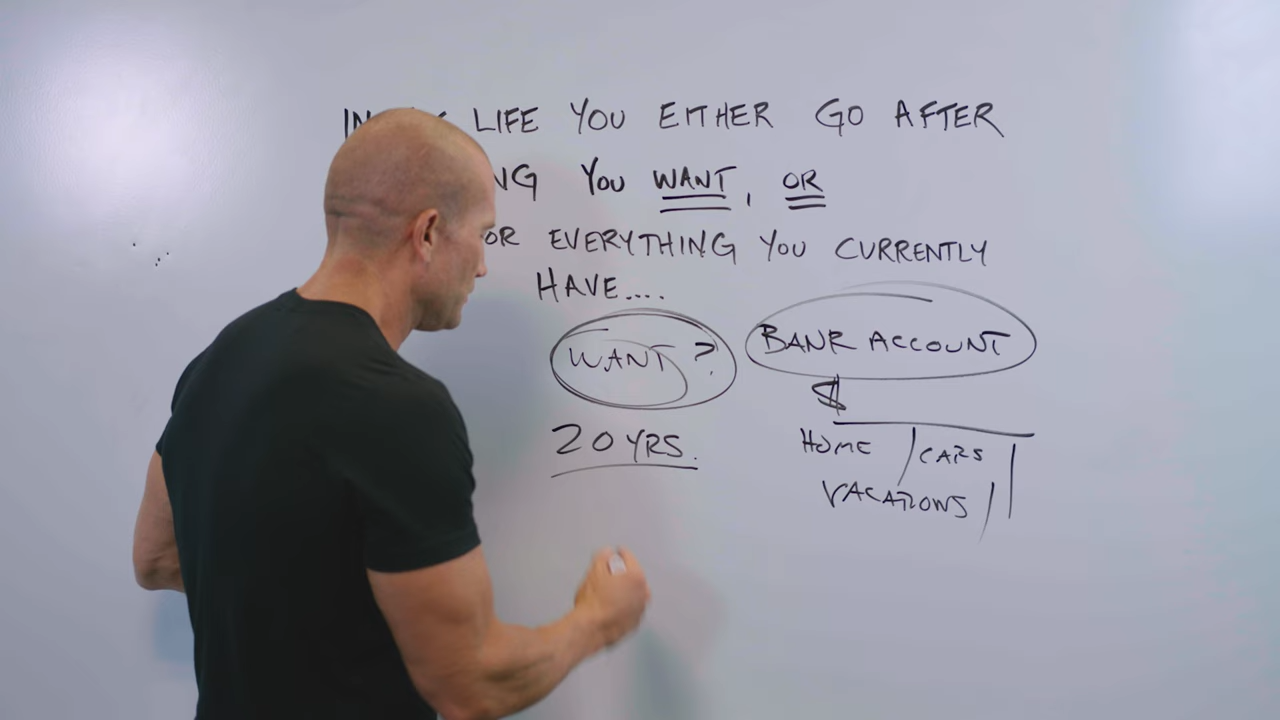 LIFE YOU EITHER GO AFTER
YOU WANT, OR
EVERYTHING YOU CURRENTLY
HAVE....
WANT?
BANK ACCOUNT
$
20 YRS.
HOME / CARS
VACATIONS /